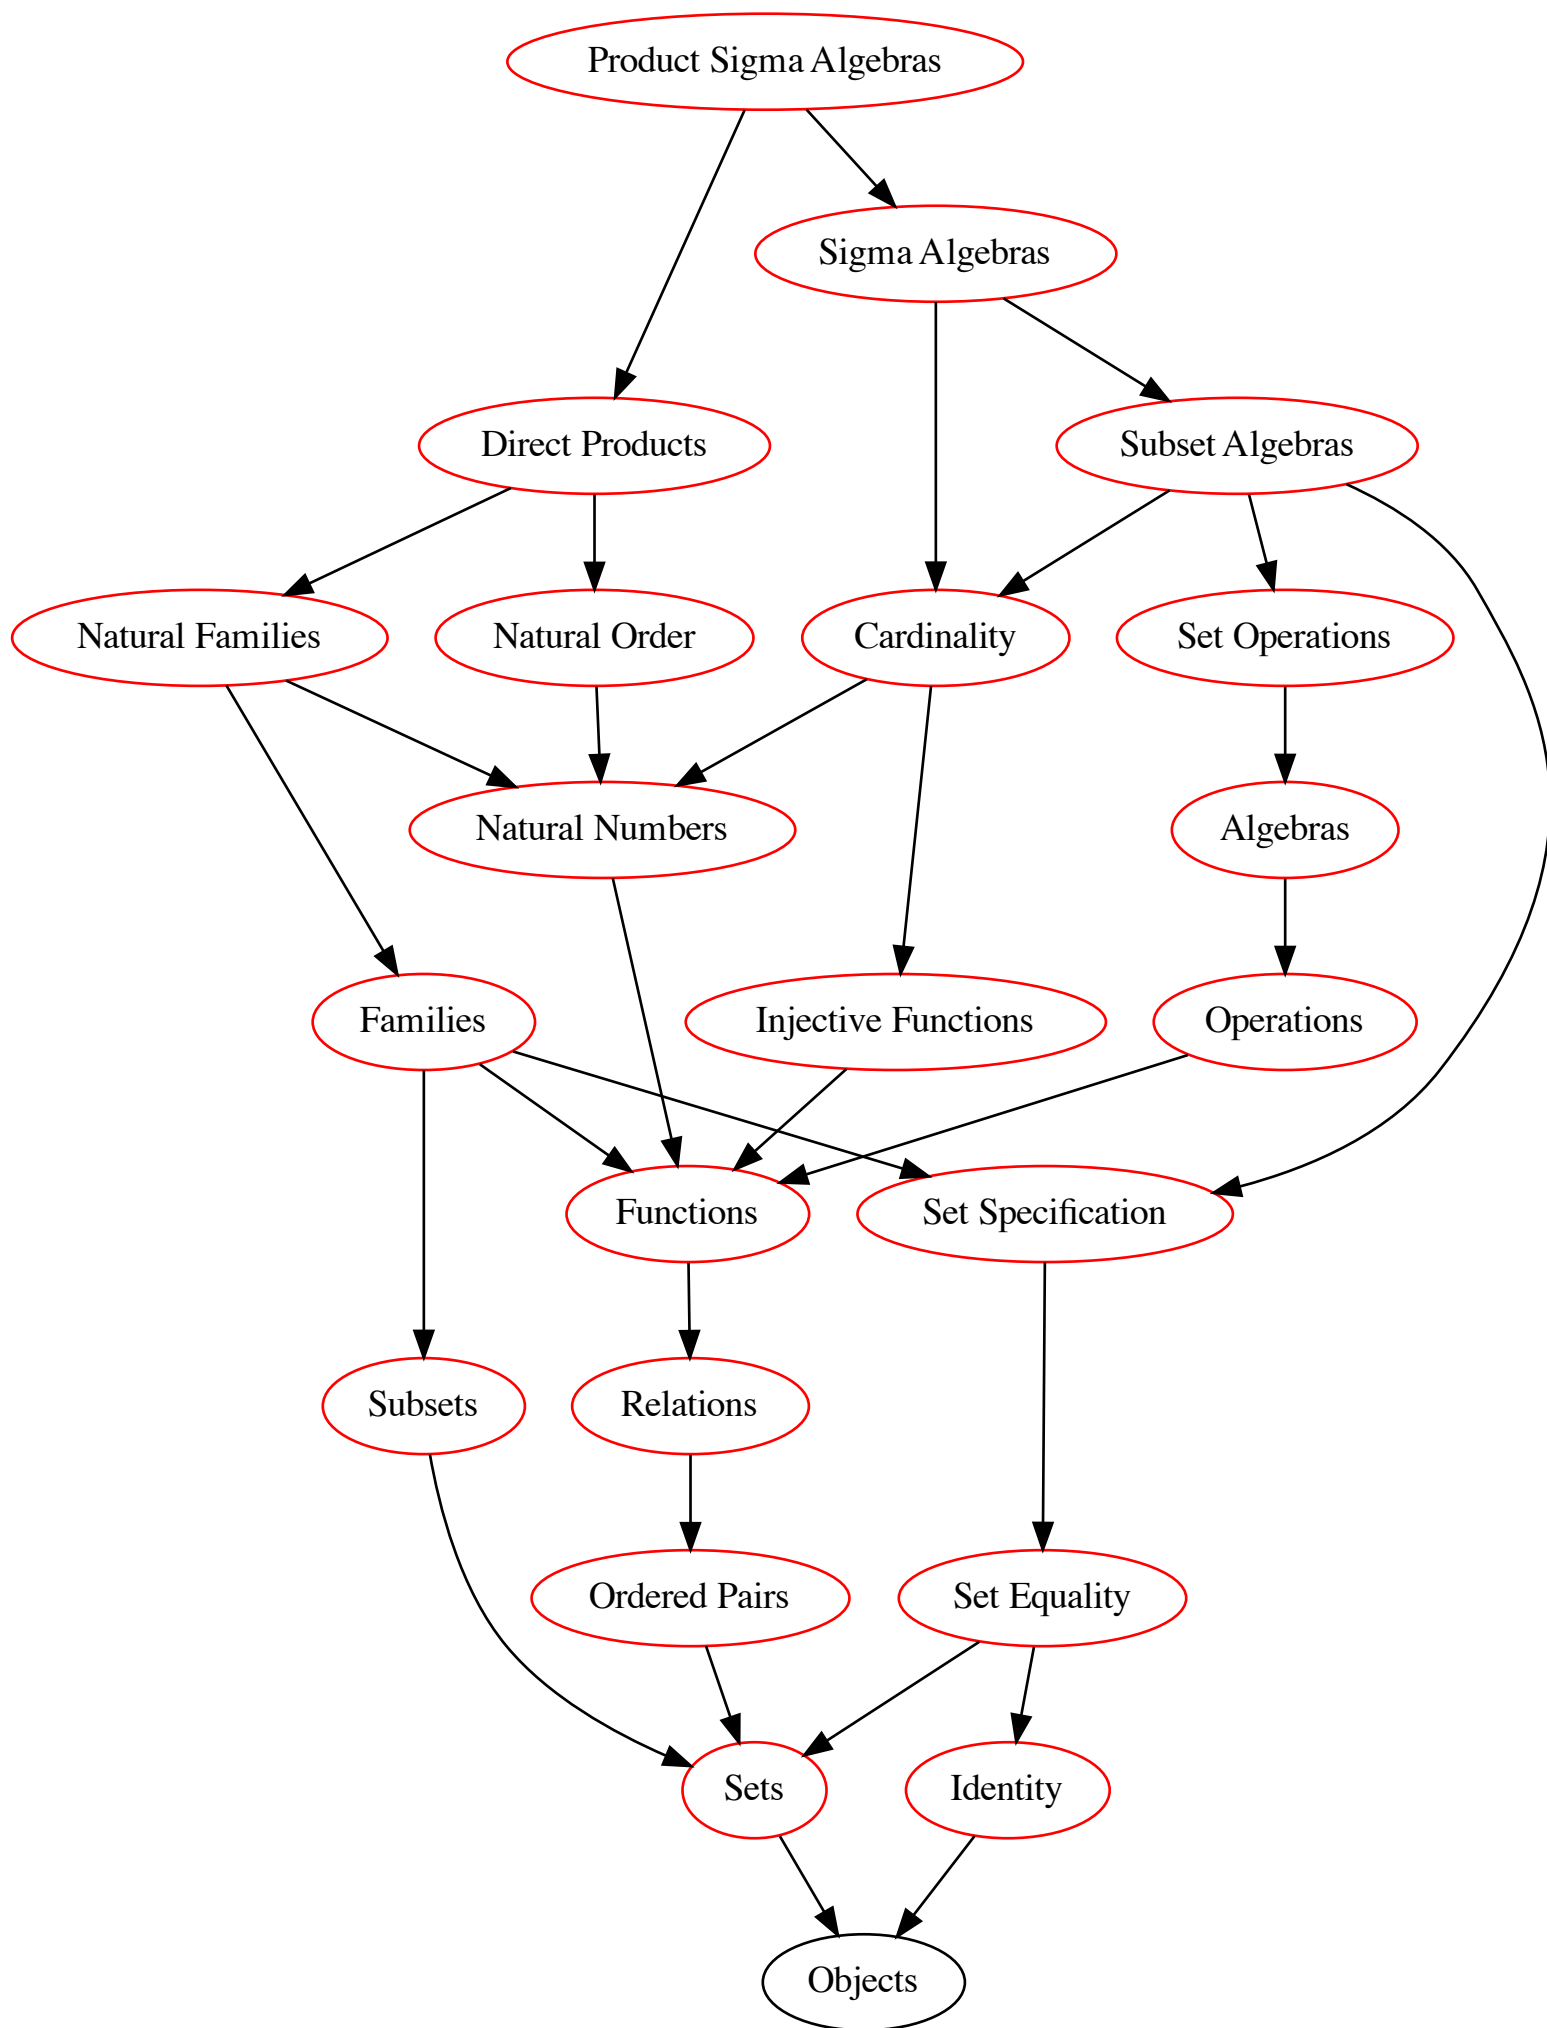 Product Sigma Algebras
Sigma Algebras
Direct Products
Subset Algebras
Natural Families
Natural Order
Cardinality
Set Operations
Natural Numbers
Algebras
Families
Injective Functions
Operations
Functions
Set Specification
Subsets
Relations
Ordered Pairs
Set Equality
Sets
Identity
Objects